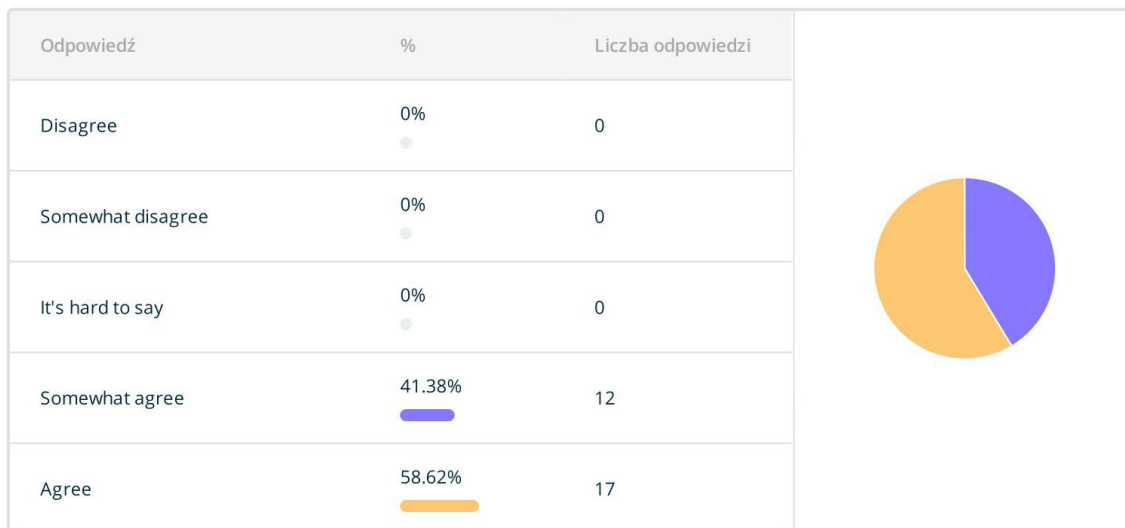 Odpowiedź % Liczba odpowiedzi
Disagree 0% 0
Somewhat disagree 0% 0
It's hard to say 0% 0
Somewhat agree 41.38% 12
Agree 58.62% 17